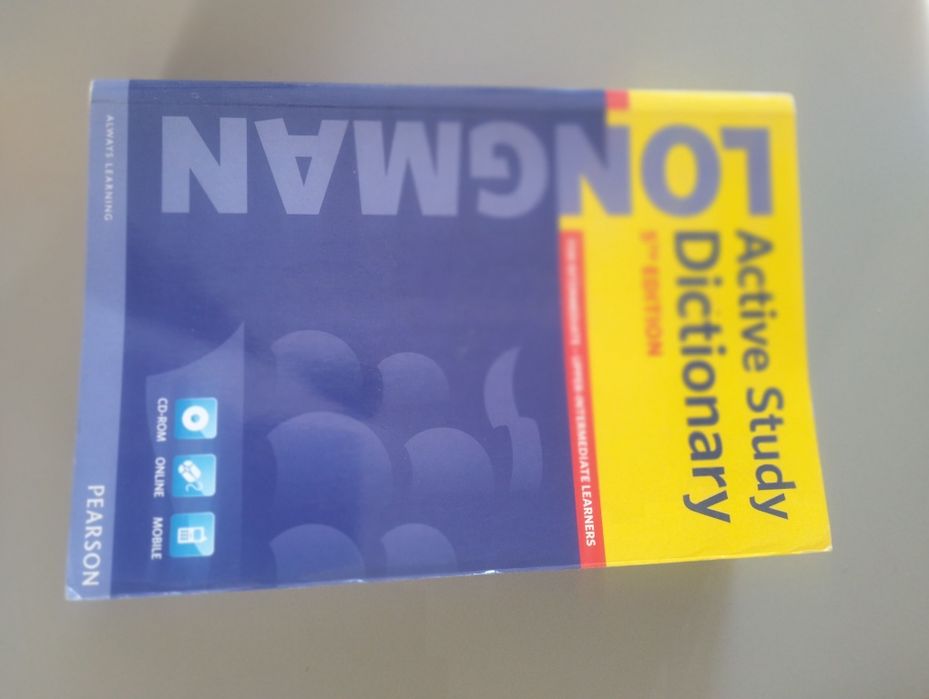 LONGMAN
Active Study
Dictionary
5TH EDITION
FOR INTERMEDIATE - UPPER-INTERMEDIATE LEARNERS
CD-ROM
ONLINE
MOBILE
ALWAYS LEARNING
PEARSON